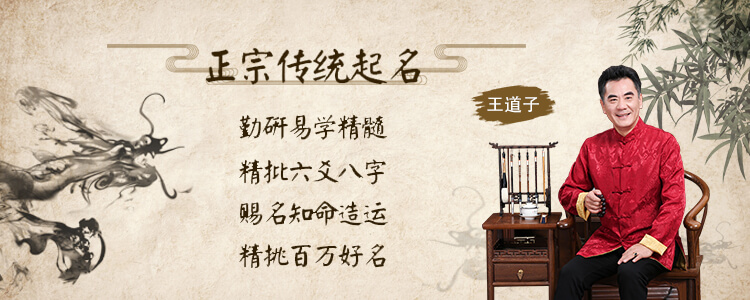 正宗传统起名
勤研易学精髓
精批六爻八字
赐名知命造运
精挑百万好名
王道子